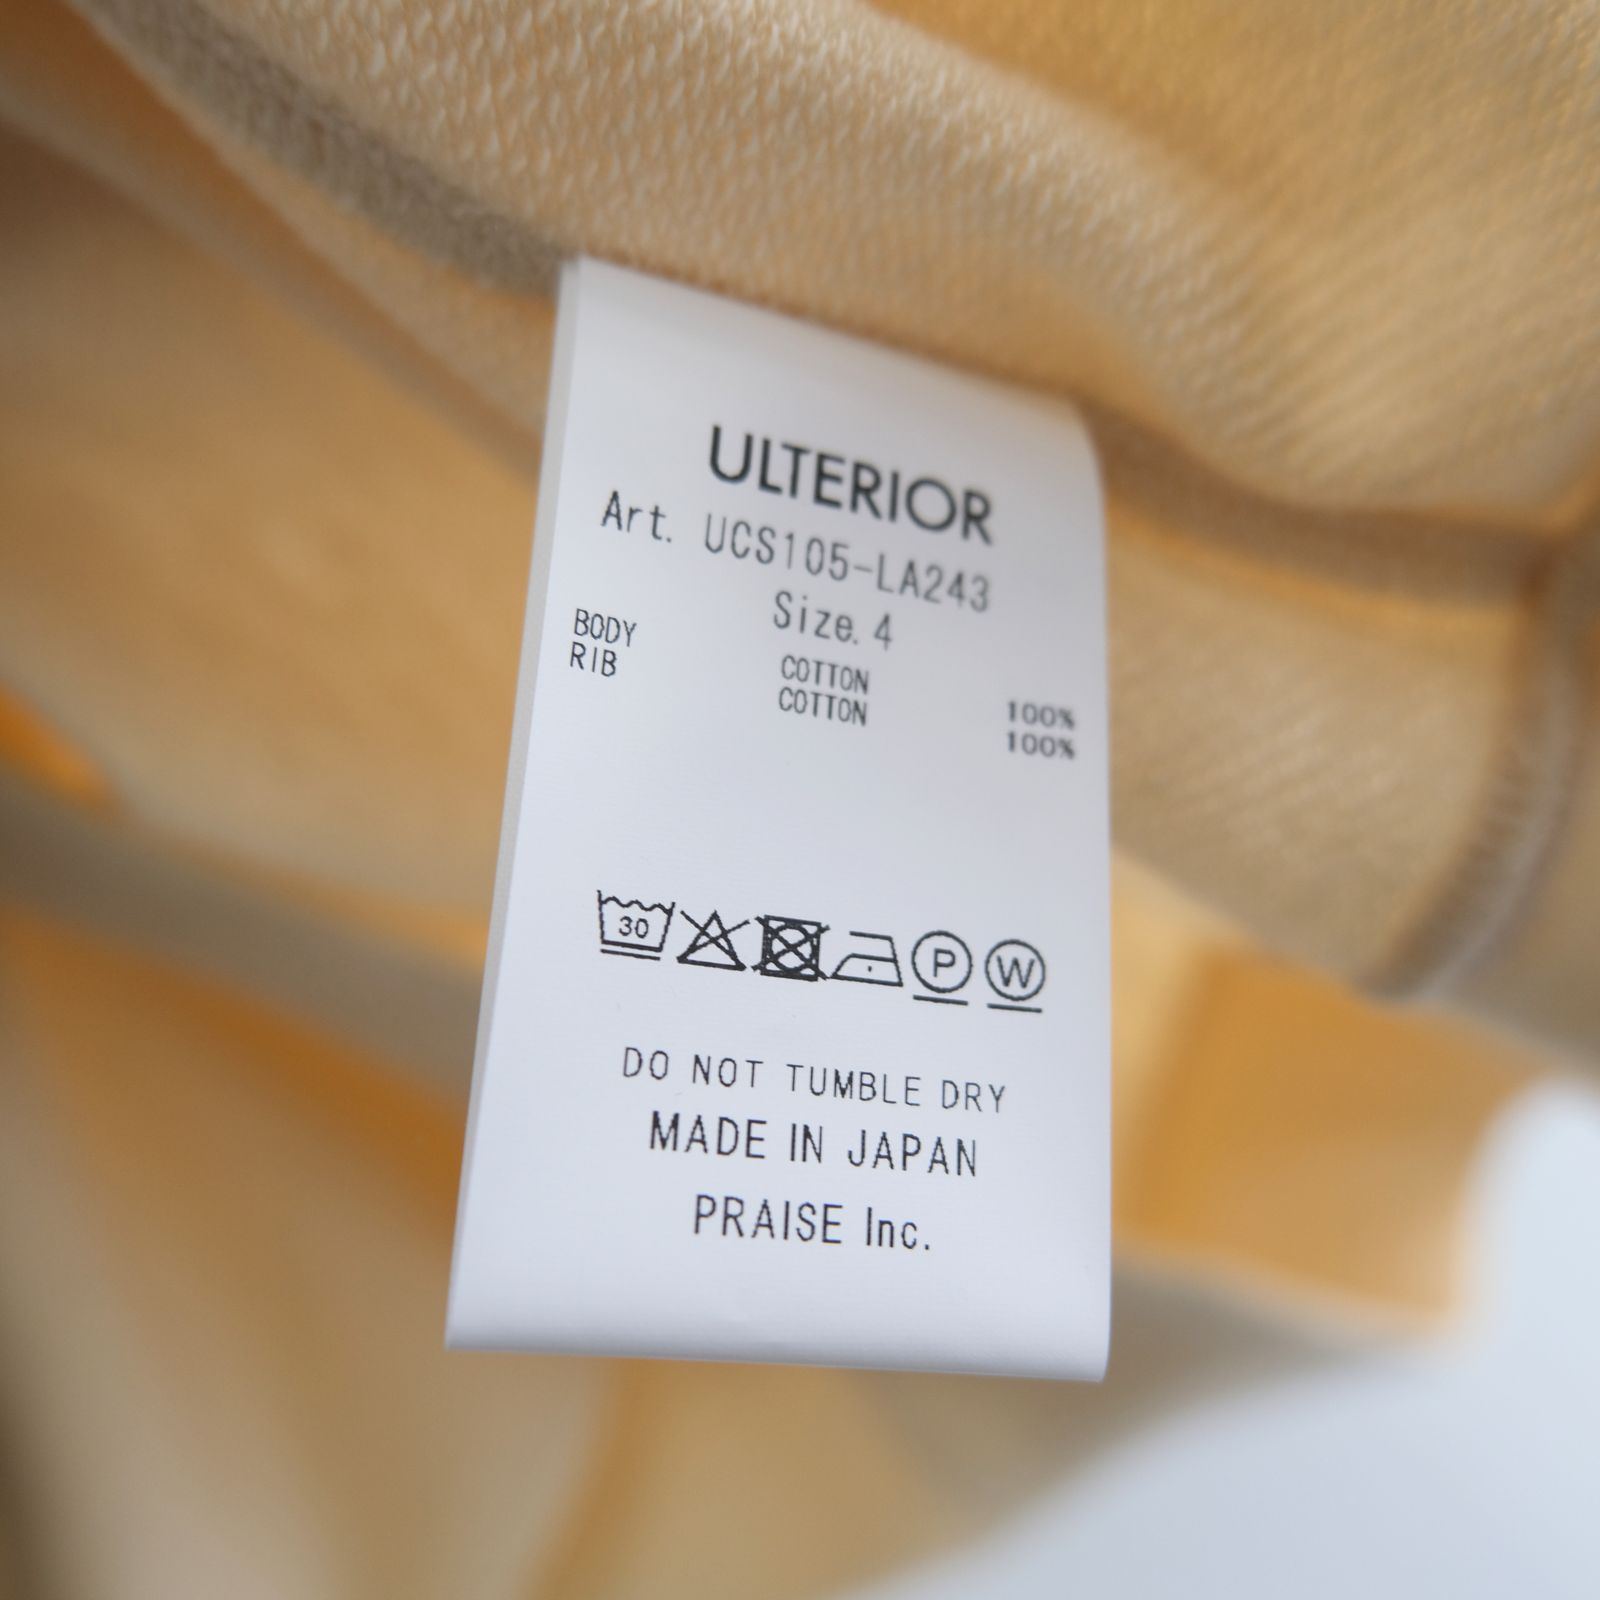 ULTERIOR
Art. UCS105-LA243
Size. 4
BODY COTTON 100%
RIB COTTON 100%
30 P W
DO NOT TUMBLE DRY
MADE IN JAPAN
PRAISE Inc.